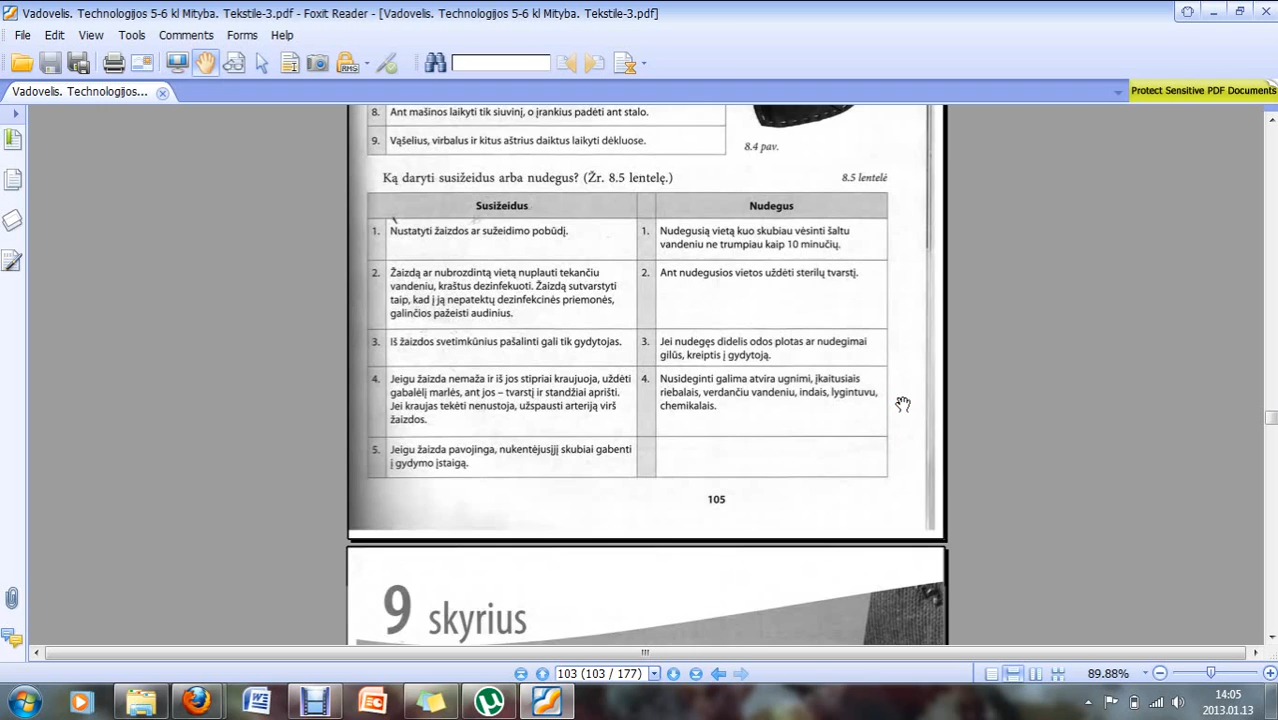 Vadovelis. Technologijos 5-6 kl Mityba. Tekstile-3.pdf - Foxit Reader - [Vadovelis. Technologijos 5-6 kl Mityba. Tekstile-3.pdf]
File Edit View Tools Comments Forms Help
RMS
Vadovelis. Technologijos...
Protect Sensitive PDF Documents
8. Ant mašinos laikyti tik siuvinį, o įrankius padėti ant stalo.
9. Vąšelius, virbalus ir kitus aštrius daiktus laikyti dėkluose.
8.4 pav.
Ką daryti susižeidus arba nudegus? (Žr. 8.5 lentelę.)
8.5 lentelė
Susižeidus
Nudegus
1. Nustatyti žaizdos ar sužeidimo pobūdį.
1. Nudegusią vietą kuo skubiau vėsinti šaltu
vandeniu ne trumpiau kaip 10 minučių.
2. Žaizdą ar nubrozdintą vietą nuplauti tekančiu
vandeniu, kraštus dezinfekuoti. Žaizdą sutvarstyti
taip, kad į ją nepatektų dezinfekcinės priemonės,
galinčios pažeisti audinius.
2. Ant nudegusios vietos uždėti sterilų tvarstį.
3. Iš žaizdos svetimkūnius pašalinti gali tik gydytojas.
3. Jei nudegęs didelis odos plotas ar nudegimai
gilūs, kreiptis į gydytoją.
4. Jeigu žaizda nemaža ir iš jos stipriai kraujuoja, uždėti
gabalėlį marlės, ant jos – tvarstį ir standžiai aprišti.
Jei kraujas tekėti nenustoja, užspausti arteriją virš
žaizdos.
4. Nusideginti galima atvira ugnimi, įkaitusiais
riebalais, verdančiu vandeniu, indais, lygintuvu,
chemikalais.
5. Jeigu žaizda pavojinga, nukentėjusįjį skubiai gabenti
į gydymo įstaigą.
105
9 skyrius
103 (103 / 177)
89.88%
14:05
2013.01.13